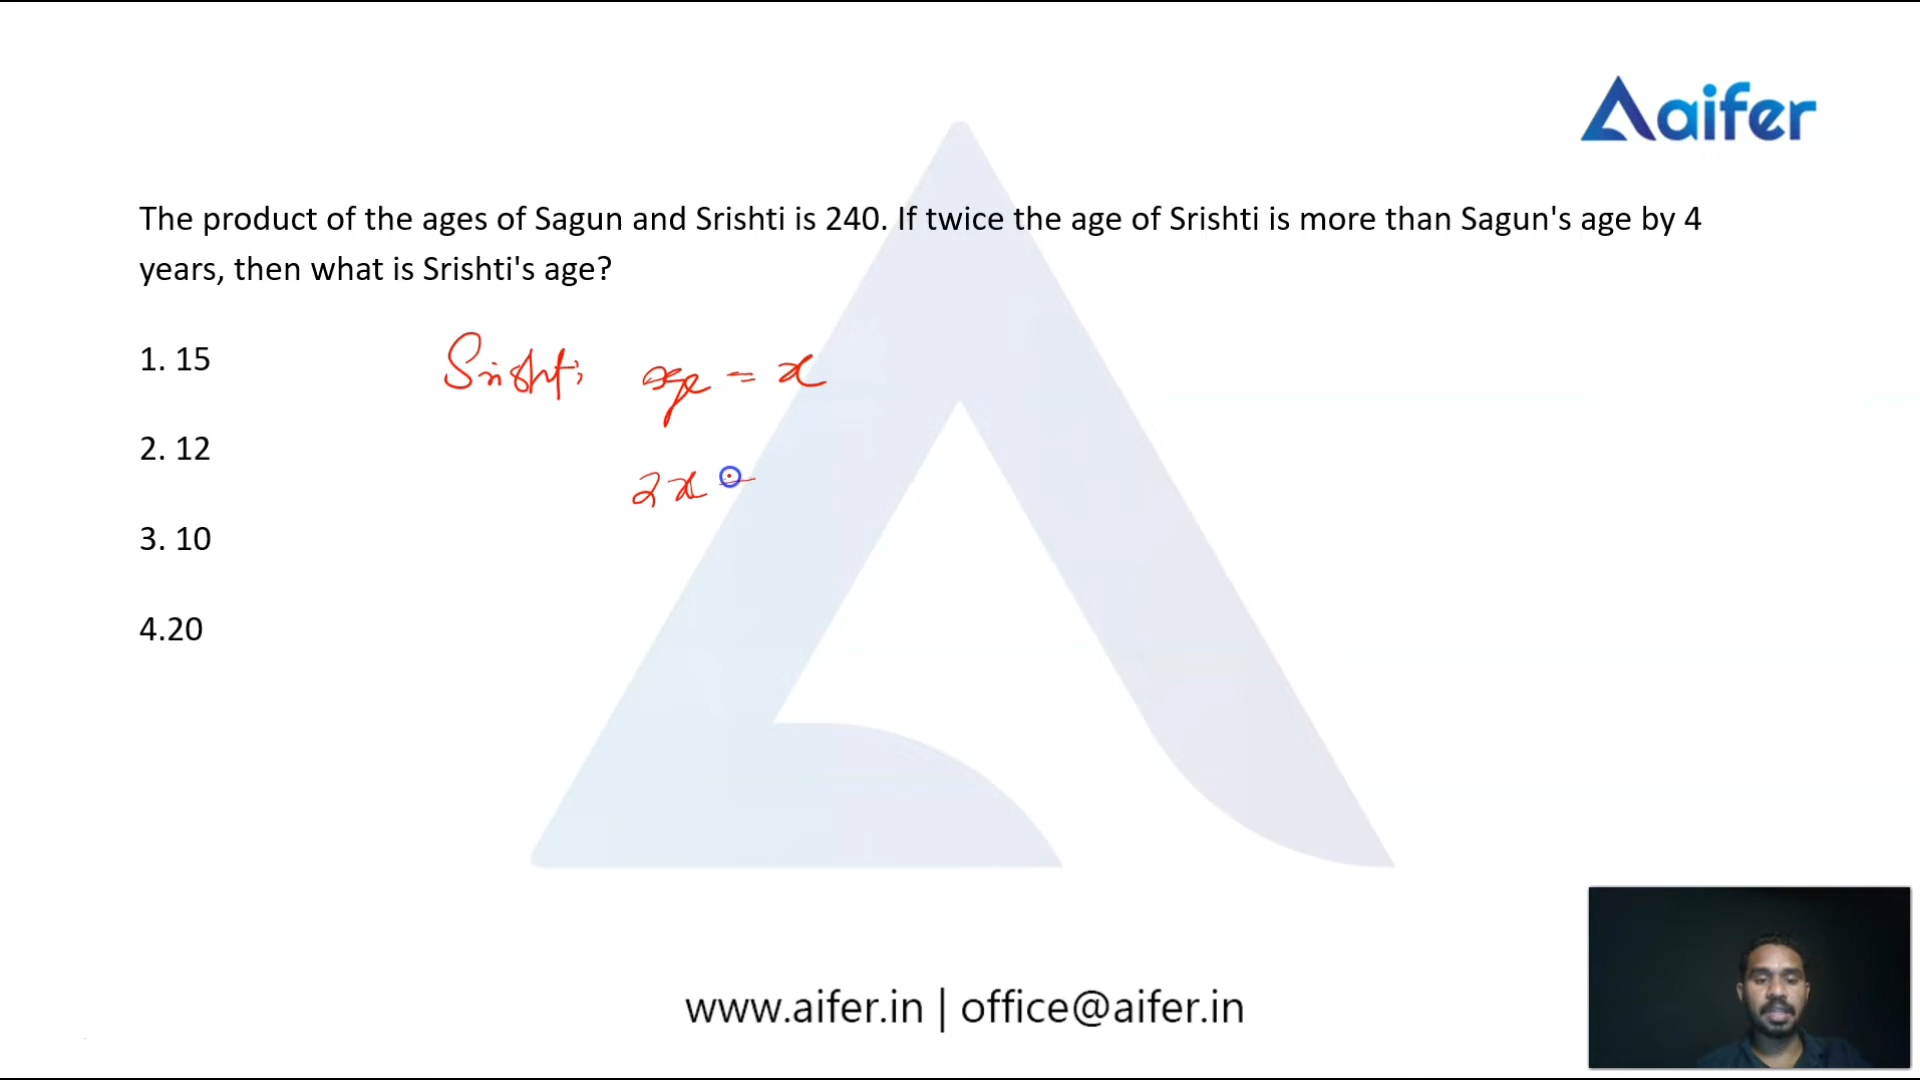 aifer
The product of the ages of Sagun and Srishti is 240. If twice the age of Srishti is more than Sagun's age by 4
years, then what is Srishti's age?
1. 15
Srishti age = x
2. 12
2x =
3. 10
4.20
www.aifer.in | office@aifer.in